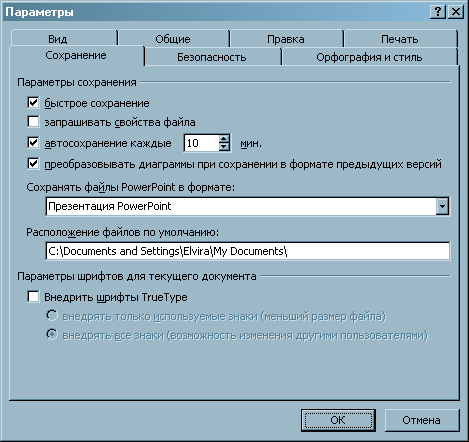 Параметры
Вид Общие Правка Печать
Сохранение Безопасность Орфография и стиль
Параметры сохранения
быстрое сохранение
запрашивать свойства файла
автосохранение каждые 10 мин.
преобразовывать диаграммы при сохранении в формате предыдущих версий
Сохранять файлы PowerPoint в формате:
Презентация PowerPoint
Расположение файлов по умолчанию:
C:\Documents and Settings\Elvira\My Documents\
Параметры шрифтов для текущего документа
Внедрить шрифты TrueType
внедрять только используемые знаки (меньший размер файла)
внедрять все знаки (возможность изменения другими пользователями)
ОК Отмена